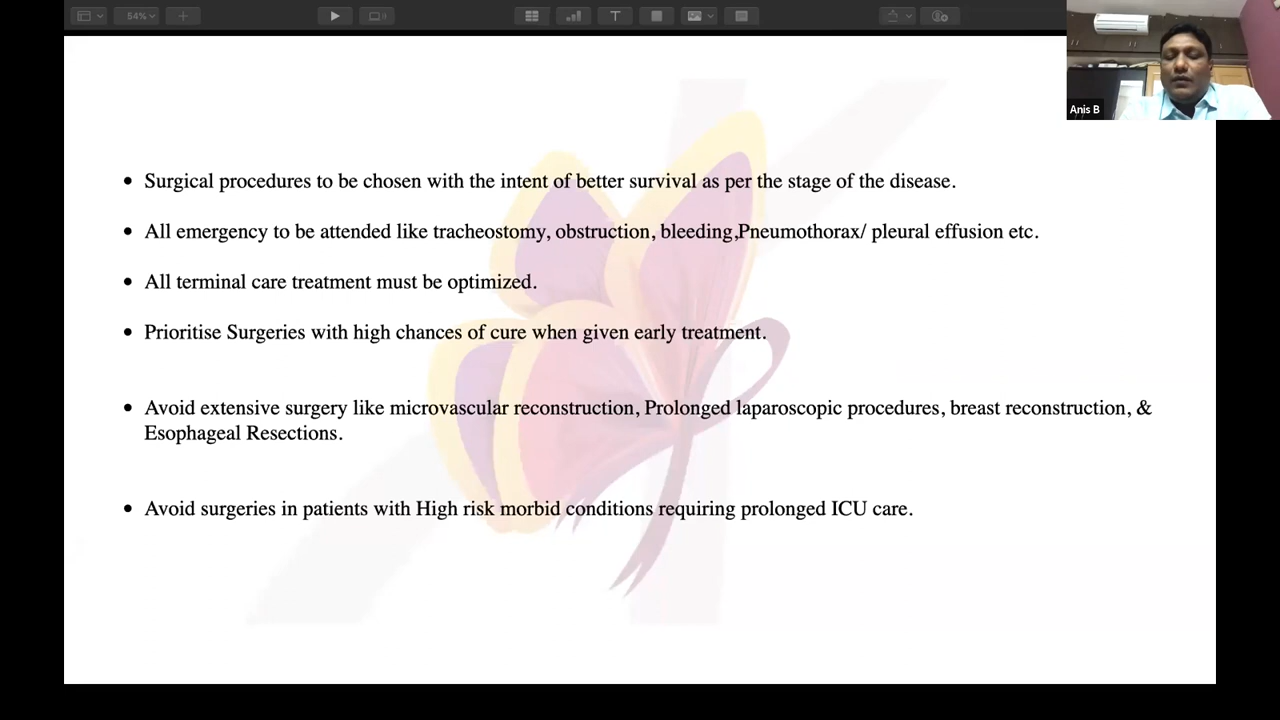 54%
Anis B
• Surgical procedures to be chosen with the intent of better survival as per the stage of the disease.
• All emergency to be attended like tracheostomy, obstruction, bleeding,Pneumothorax/ pleural effusion etc.
• All terminal care treatment must be optimized.
• Prioritise Surgeries with high chances of cure when given early treatment.
• Avoid extensive surgery like microvascular reconstruction, Prolonged laparoscopic procedures, breast reconstruction, &
Esophageal Resections.
• Avoid surgeries in patients with High risk morbid conditions requiring prolonged ICU care.